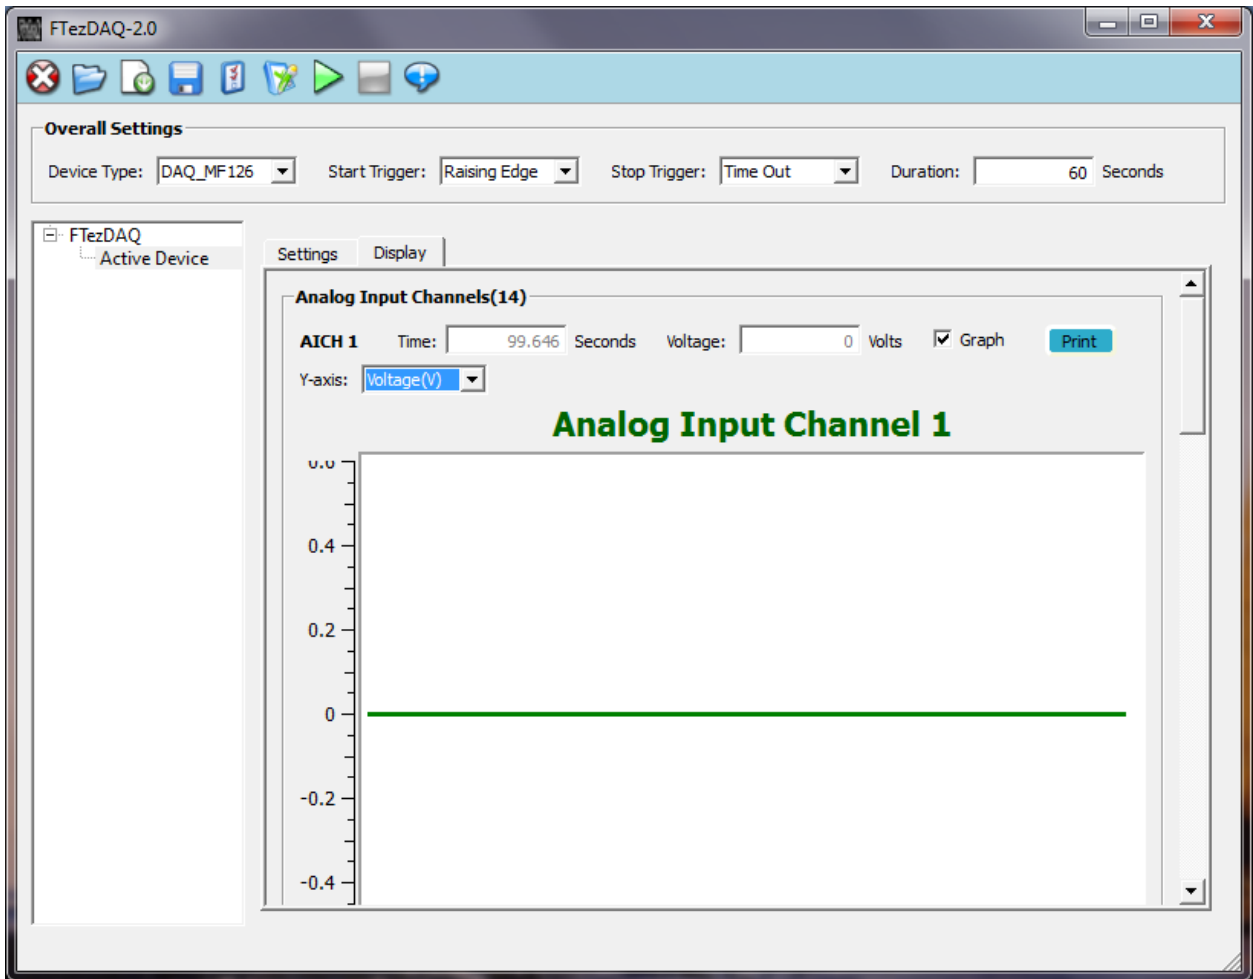 FTezDAQ-2.0
Overall Settings
Device Type: DAQ_MF126 Start Trigger: Raising Edge Stop Trigger: Time Out Duration: 60 Seconds
FTezDAQ
Active Device
Settings Display
Analog Input Channels(14)
AICH 1 Time: 99.646 Seconds Voltage: 0 Volts Graph Print
Y-axis: Voltage(V)
Analog Input Channel 1
0.4
0.2
0
-0.2
-0.4